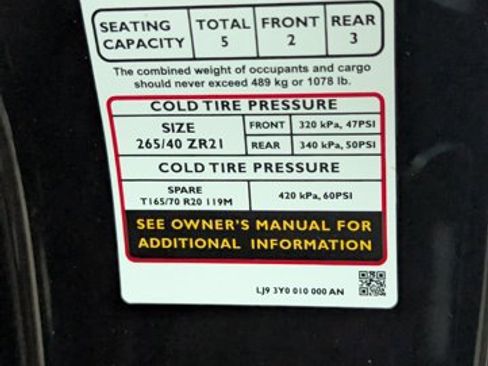 SEATING CAPACITY TOTAL 5 FRONT 2 REAR 3
The combined weight of occupants and cargo
should never exceed 489 kg or 1078 lb.
COLD TIRE PRESSURE
SIZE 265/40 ZR21 FRONT 320 kPa, 47PSI
REAR 340 kPa, 50PSI
COLD TIRE PRESSURE
SPARE
T165/70 R20 119M 420 kPa, 60PSI
SEE OWNER'S MANUAL FOR
ADDITIONAL INFORMATION
LJ9 3Y0 010 000 AN